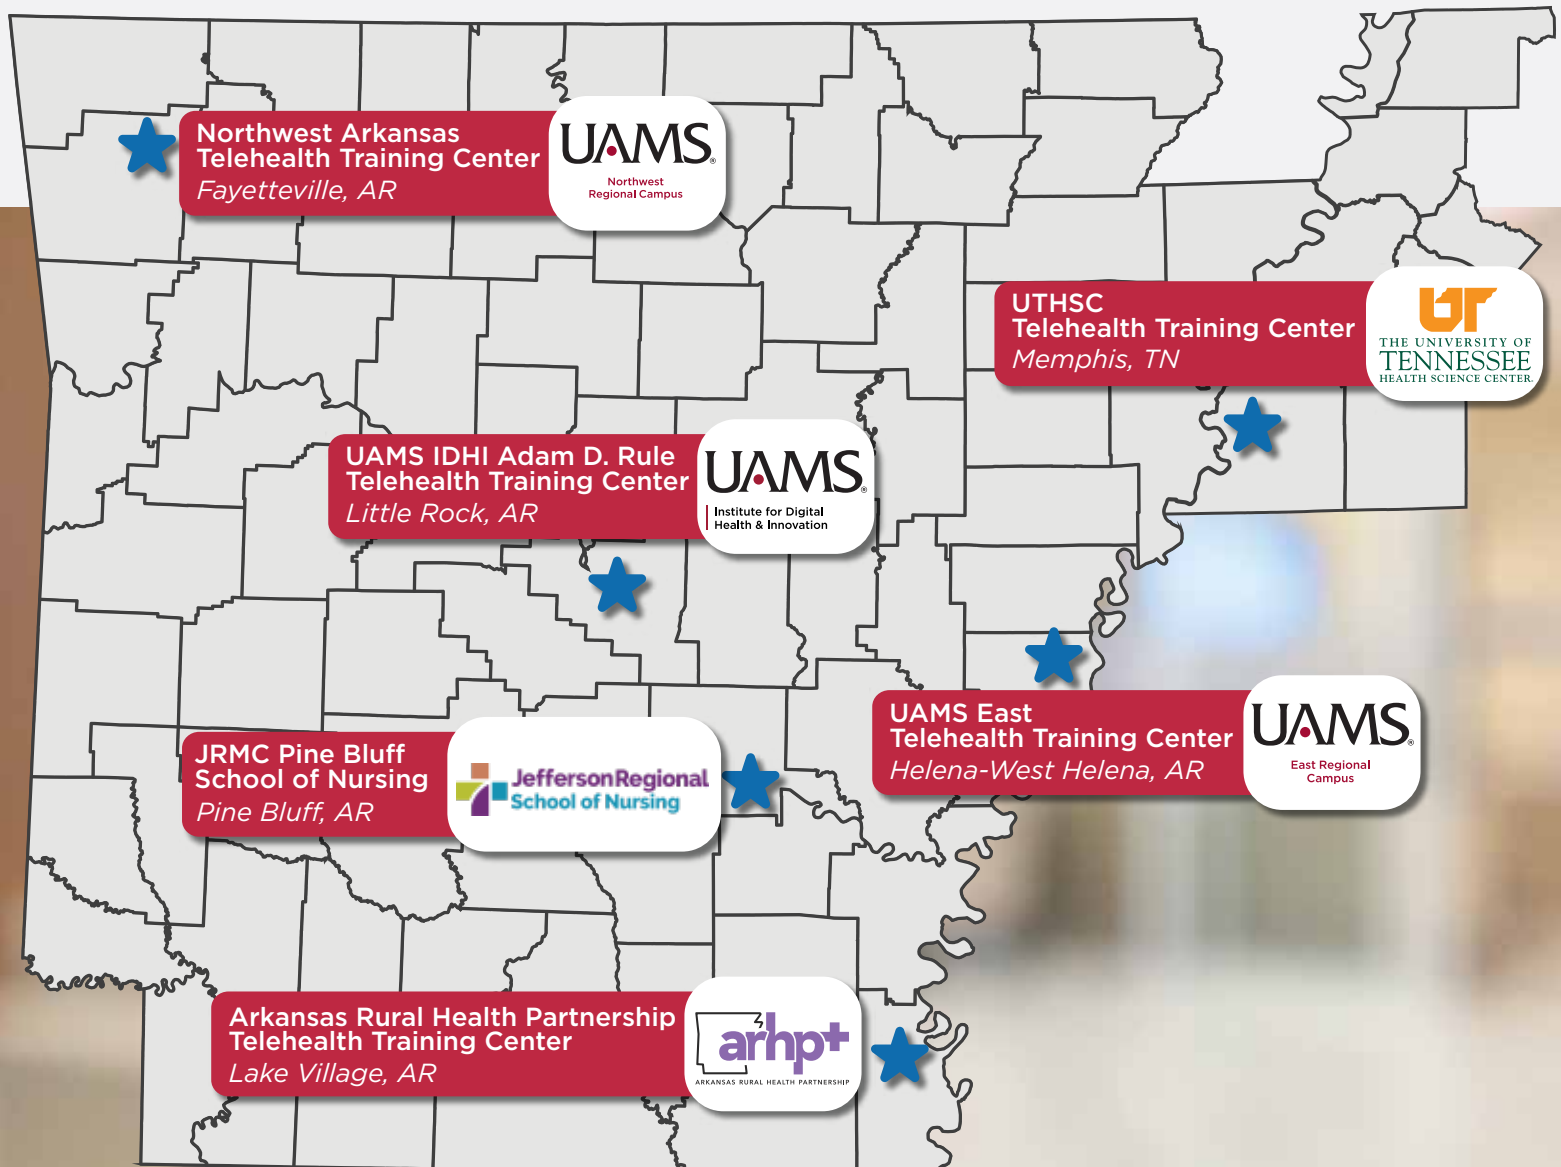 Northwest Arkansas
Telehealth Training Center
Fayetteville, AR
UAMS®
Northwest
Regional Campus
UTHSC
Telehealth Training Center
Memphis, TN
UT
THE UNIVERSITY OF
TENNESSEE
HEALTH SCIENCE CENTER.
UAMS IDHI Adam D. Rule
Telehealth Training Center
Little Rock, AR
UAMS®
Institute for Digital
Health & Innovation
UAMS East
Telehealth Training Center
Helena-West Helena, AR
UAMS®
East Regional
Campus
JRMC Pine Bluff
School of Nursing
Pine Bluff, AR
Jefferson Regional
School of Nursing
Arkansas Rural Health Partnership
Telehealth Training Center
Lake Village, AR
arhp+
ARKANSAS RURAL HEALTH PARTNERSHIP